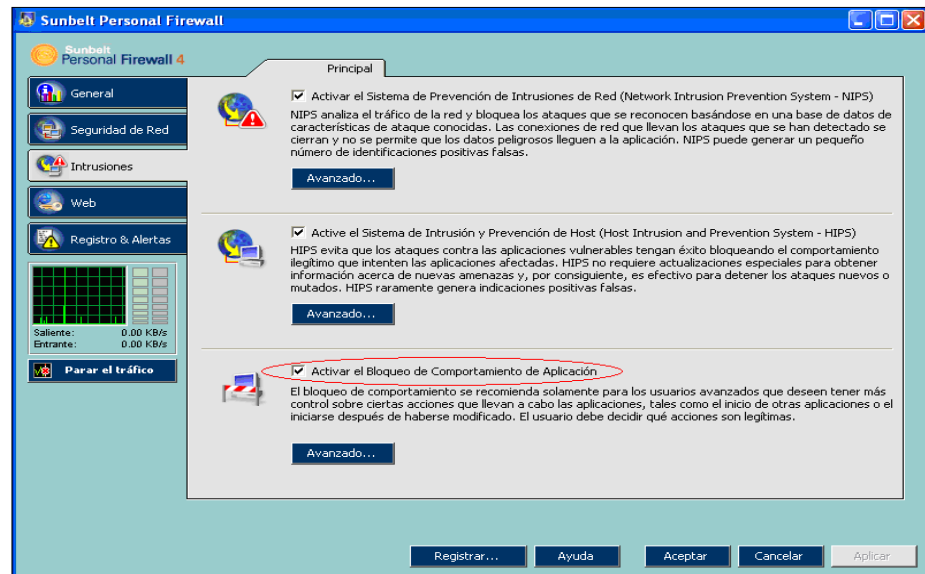 Sunbelt Personal Firewall
Sunbelt
Personal Firewall 4
General
Seguridad de Red
Intrusiones
Web
Registro & Alertas
Saliente: 0.00 KB/s
Entrante: 0.00 KB/s
Parar el tráfico
Principal
Activar el Sistema de Prevención de Intrusiones de Red (Network Intrusion Prevention System - NIPS)
NIPS analiza el tráfico de la red y bloquea los ataques que se reconocen basándose en una base de datos de
características de ataque conocidas. Las conexiones de red que llevan los ataques que se han detectado se
cierran y no se permite que los datos peligrosos lleguen a la aplicación. NIPS puede generar un pequeño
número de identificaciones positivas falsas.
Avanzado...
Active el Sistema de Intrusión y Prevención de Host (Host Intrusion and Prevention System - HIPS)
HIPS evita que los ataques contra las aplicaciones vulnerables tengan éxito bloqueando el comportamiento
ilegítimo que intenten las aplicaciones afectadas. HIPS no requiere actualizaciones especiales para obtener
información acerca de nuevas amenazas y, por consiguiente, es efectivo para detener los ataques nuevos o
mutados. HIPS raramente genera indicaciones positivas falsas.
Avanzado...
Activar el Bloqueo de Comportamiento de Aplicación
El bloqueo de comportamiento se recomienda solamente para los usuarios avanzados que deseen tener más
control sobre ciertas acciones que llevan a cabo las aplicaciones, tales como el inicio de otras aplicaciones o el
iniciarse después de haberse modificado. El usuario debe decidir qué acciones son legítimas.
Avanzado...
Registrar...
Ayuda
Aceptar
Cancelar
Aplicar